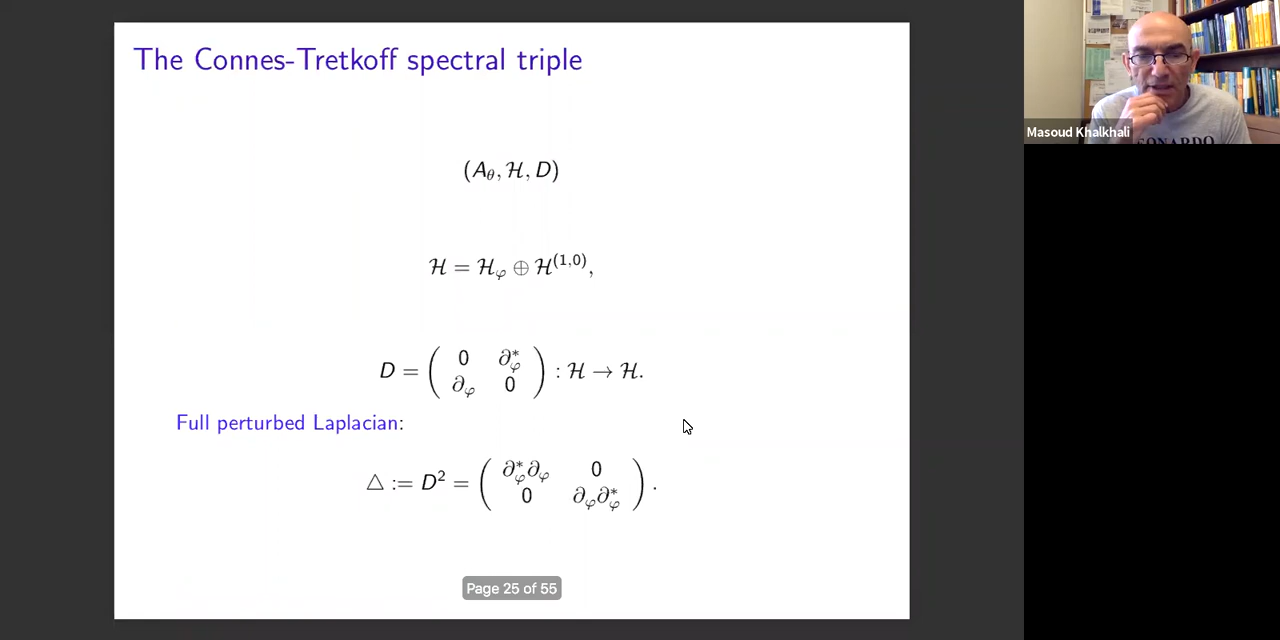 The Connes-Tretkoff spectral triple
(A_θ, ℋ, D)
ℋ = ℋ_φ ⊕ ℋ^(1,0),
D = ( 0 ∂*_φ ; ∂_φ 0 ) : ℋ → ℋ.
Full perturbed Laplacian:
△ := D² = ( ∂*_φ ∂_φ 0 ; 0 ∂_φ ∂*_φ ) .
Page 25 of 55
Masoud Khalkhali